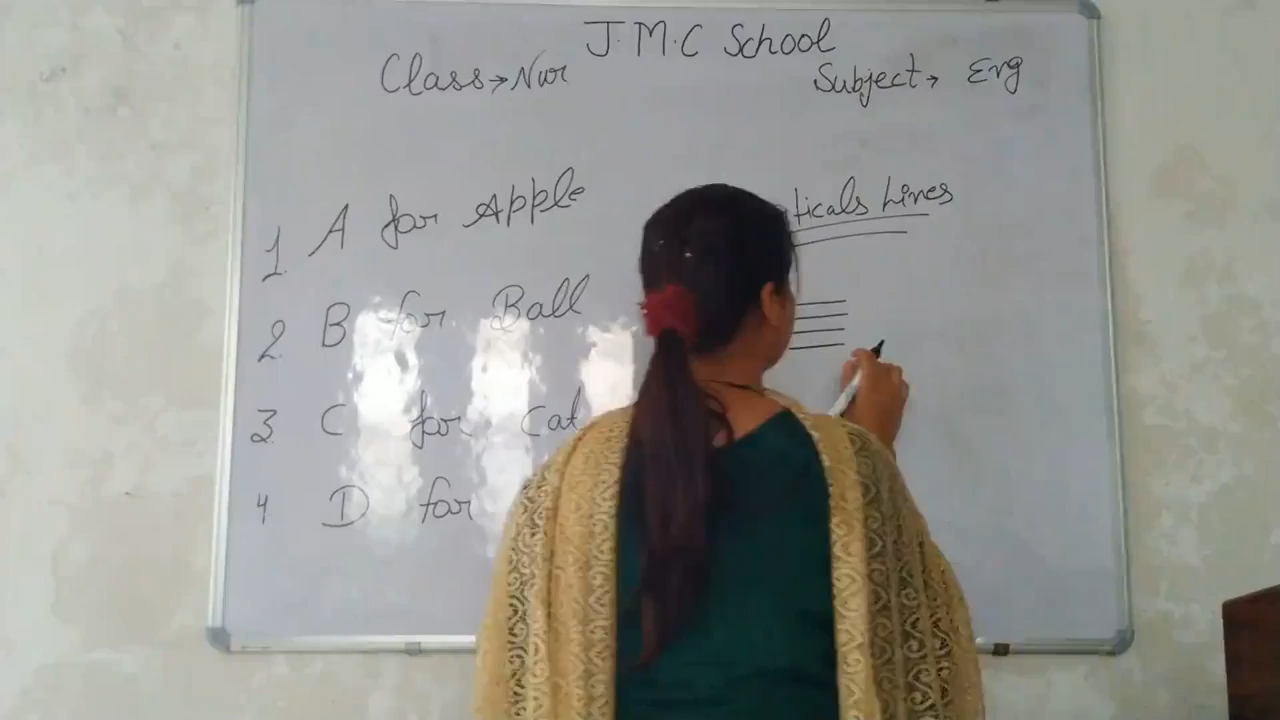 J.M.C School
Class→Nur
Subject→ Eng
1. A for Apple
2. B for Ball
3. C for Cat
4 D for
ticals Lines